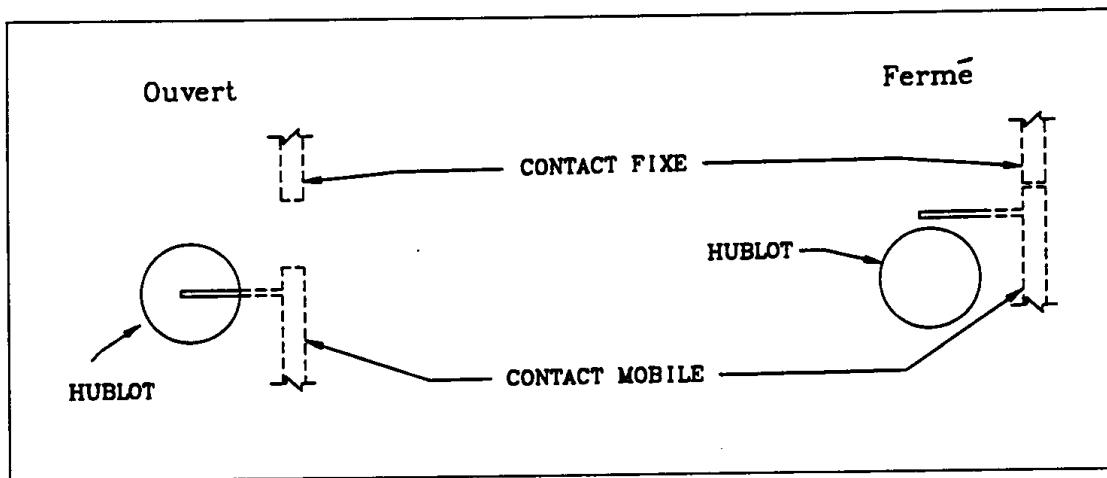 Ouvert
Fermé
CONTACT FIXE
HUBLOT
HUBLOT
CONTACT MOBILE